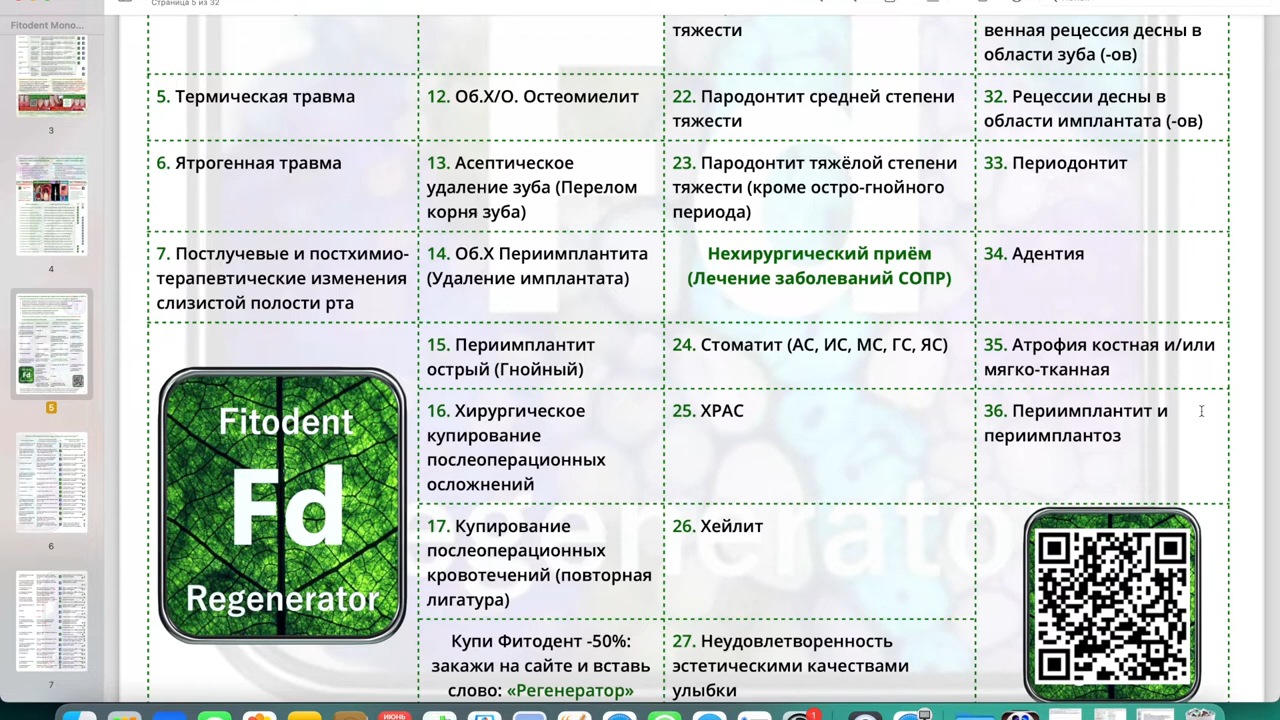 Fitodent Mono...
Страница 5 из 32
3
4
5
6
7
тяжести
венная рецессия десны в
области зуба (-ов)
5. Термическая травма
12. Остеомиелит
22. Пародонтит средней степени
тяжести
32. Рецессии десны в
области имплантата (-ов)
6. Ятрогенная
13.
удаление зуба (Перелом
корня зуба)
23. Пародонтит тяжёлой степени
тяжести (кроме остро-гнойного
периода)
33. Периодонтит
7. Постлучевые и постхимио-
терапевтические изменения
слизистой полости рта
14. Об.Х Периимплантита
(Удаление имплантата)
Нехирургический приём
(Лечение заболеваний СОПР)
34. Адентия
15. Периимплантит
острый (Гнойный)
24. Стоматит (АС, ИС, МС, ГС, ЯС)
35. Атрофия костная и/или
мягко-тканная
16. Хирургическое
купирование
послеоперационных
осложнений
25. ХРАС
36. Периимплантит и
периимплантоз
17. Купирование
послеоперационных
кровотечений (повторная
26. Хейлит
-50%:
закажи на сайте и вставь
слово: «Регенератор»
27. Неудовлетворенность
эстетическими качествами
улыбки
Fitodent
Fd
Regenerator
ИЮНЬ
1